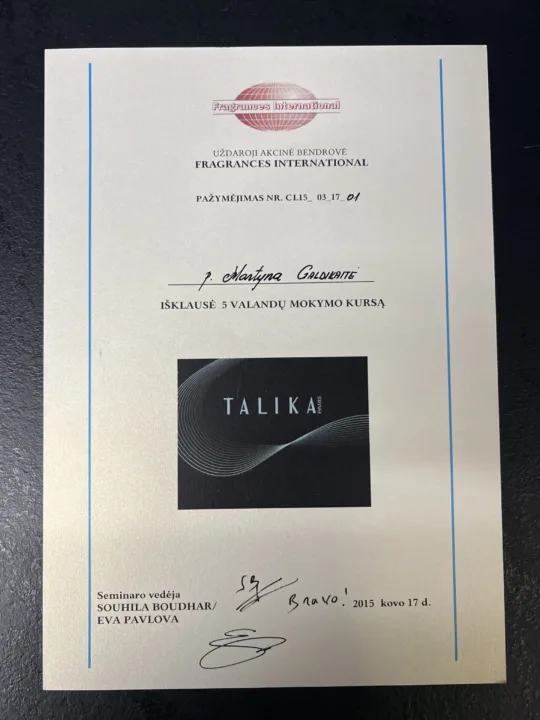 Fragrances International
UŽDAROJI AKCINĖ BENDROVĖ
FRAGRANCES INTERNATIONAL
PAŽYMĖJIMAS NR. CL15_ 03_17_01
p. Martyna GALDIKAITĖ
IŠKLAUSĖ 5 VALANDŲ MOKYMO KURSĄ
TALIKA
PARIS
Seminaro vedėja
SOUHILA BOUDHAR/
EVA PAVLOVA
Bravo! 2015 kovo 17 d.